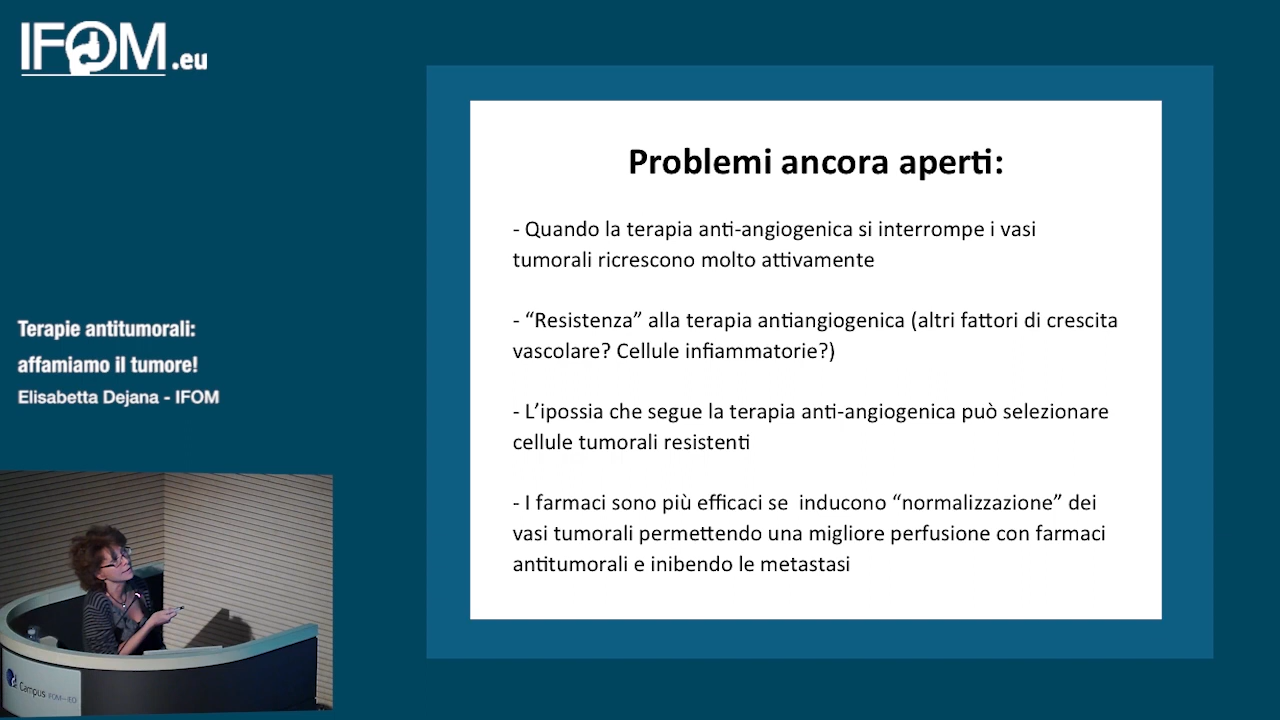 IFOM.eu
Problemi ancora aperti:
- Quando la terapia anti-angiogenica si interrompe i vasi
tumorali ricrescono molto attivamente
- “Resistenza” alla terapia antiangiogenica (altri fattori di crescita
vascolare? Cellule infiammatorie?)
- L’ipossia che segue la terapia anti-angiogenica può selezionare
cellule tumorali resistenti
- I farmaci sono più efficaci se  inducono “normalizzazione” dei
vasi tumorali permettendo una migliore perfusione con farmaci
antitumorali e inibendo le metastasi
Terapie antitumorali:
affamiamo il tumore!
Elisabetta Dejana - IFOM
Campus IFOM-IEO